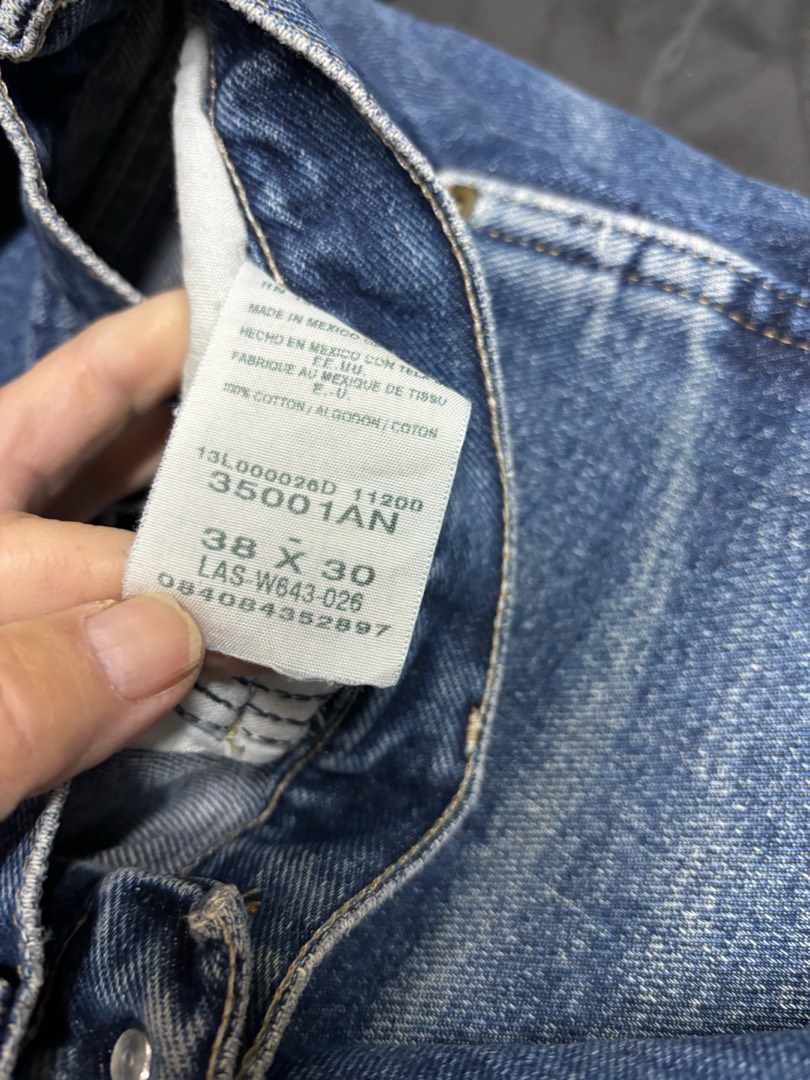 MADE IN MEXICO
HECHO EN MEXICO CON TELA
EE.UU.
FABRIQUE AU MEXIQUE DE TISSU
E.-U.
100% COTTON / ALGODON / COTON
13L000026D 11200
35001AN
38 X 30
LAS-W643-026
084084352897